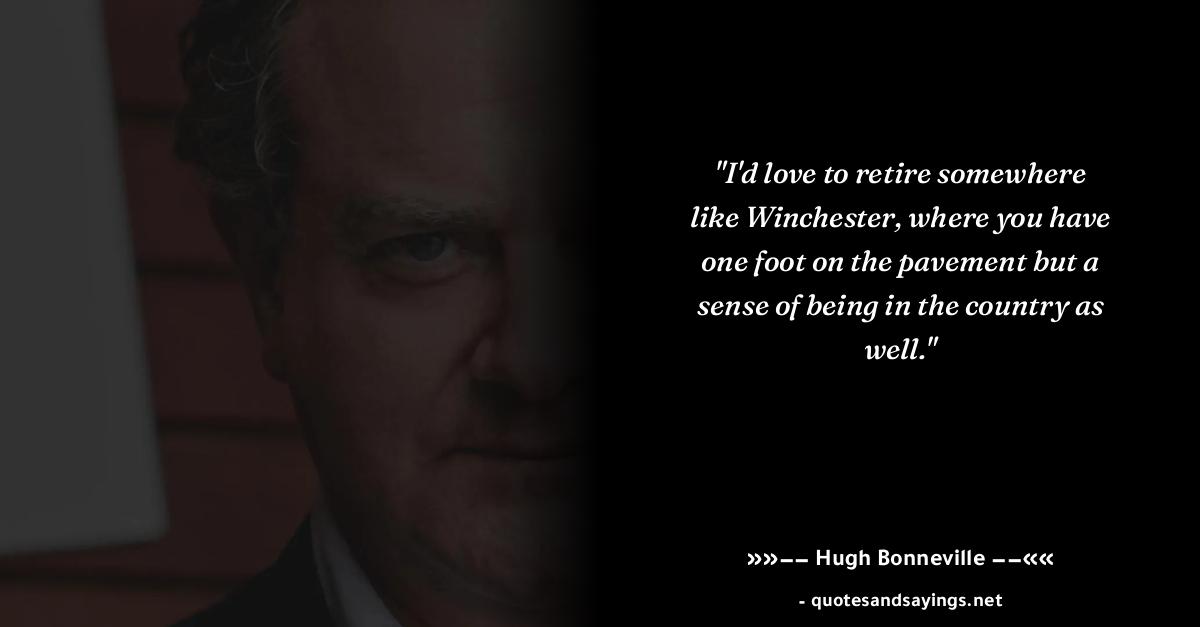 "I'd love to retire somewhere
like Winchester, where you have
one foot on the pavement but a
sense of being in the country as
well."
»»−− Hugh Bonneville −−««
- quotesandsayings.net